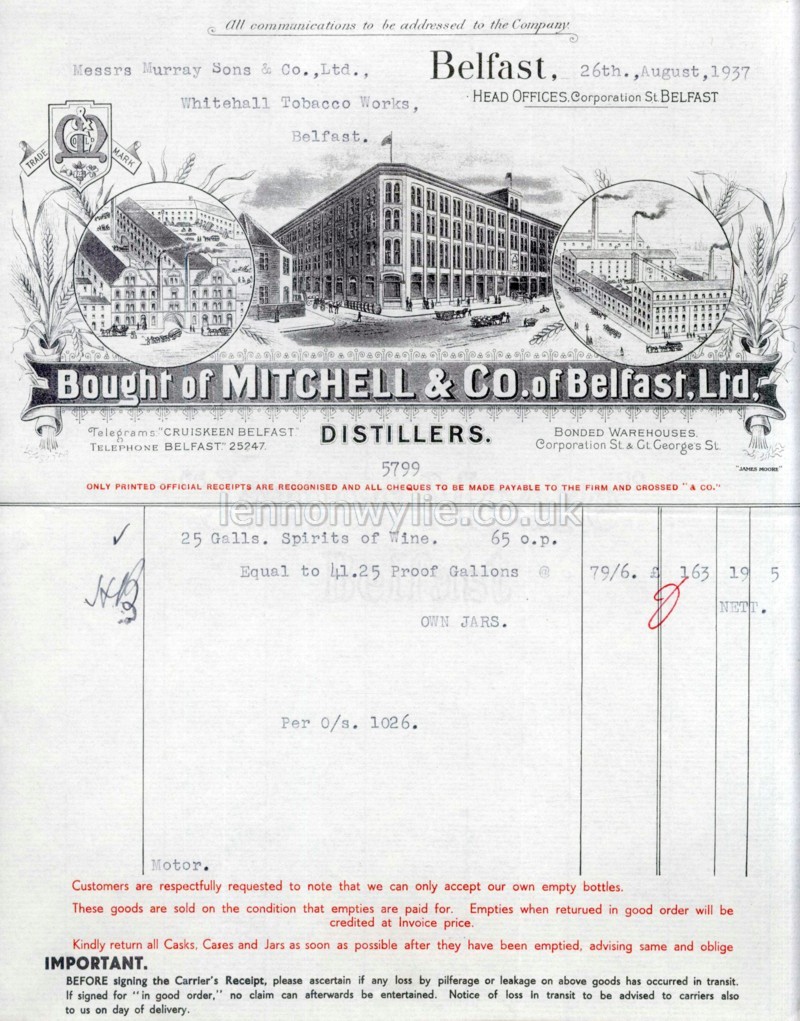 All communications to be addressed to the Company.
Messrs Murray Sons & Co.,Ltd.,
Belfast, 26th.,August,1937
Whitehall Tobacco Works,
HEAD OFFICES. Corporation St. BELFAST
Belfast.
TRADE MARK
Bought of MITCHELL & CO. of Belfast, Ltd,
Telegrams: "CRUISKEEN BELFAST"
TELEPHONE BELFAST: 25247.
DISTILLERS.
BONDED WAREHOUSES.
Corporation St. & Gt. George's St.
5799
"JAMES MOORE"
ONLY PRINTED OFFICIAL RECEIPTS ARE RECOGNISED AND ALL CHEQUES TO BE MADE PAYABLE TO THE FIRM AND CROSSED "& CO."
lennonwylie.co.uk
25 Galls. Spirits of Wine. 65 o.p.
Equal to 41.25 Proof Gallons @ 79/6. £ 163 19 5
NETT.
OWN JARS.
Per O/s. 1026.
Motor.
Customers are respectfully requested to note that we can only accept our own empty bottles.
These goods are sold on the condition that empties are paid for. Empties when returued in good order will be
credited at Invoice price.
Kindly return all Casks, Cases and Jars as soon as possible after they have been emptied, advising same and oblige
IMPORTANT.
BEFORE signing the Carrier's Receipt, please ascertain if any loss by pilferage or leakage on above goods has occurred in transit.
If signed for "in good order," no claim can afterwards be entertained. Notice of loss in transit to be advised to carriers also
to us on day of delivery.